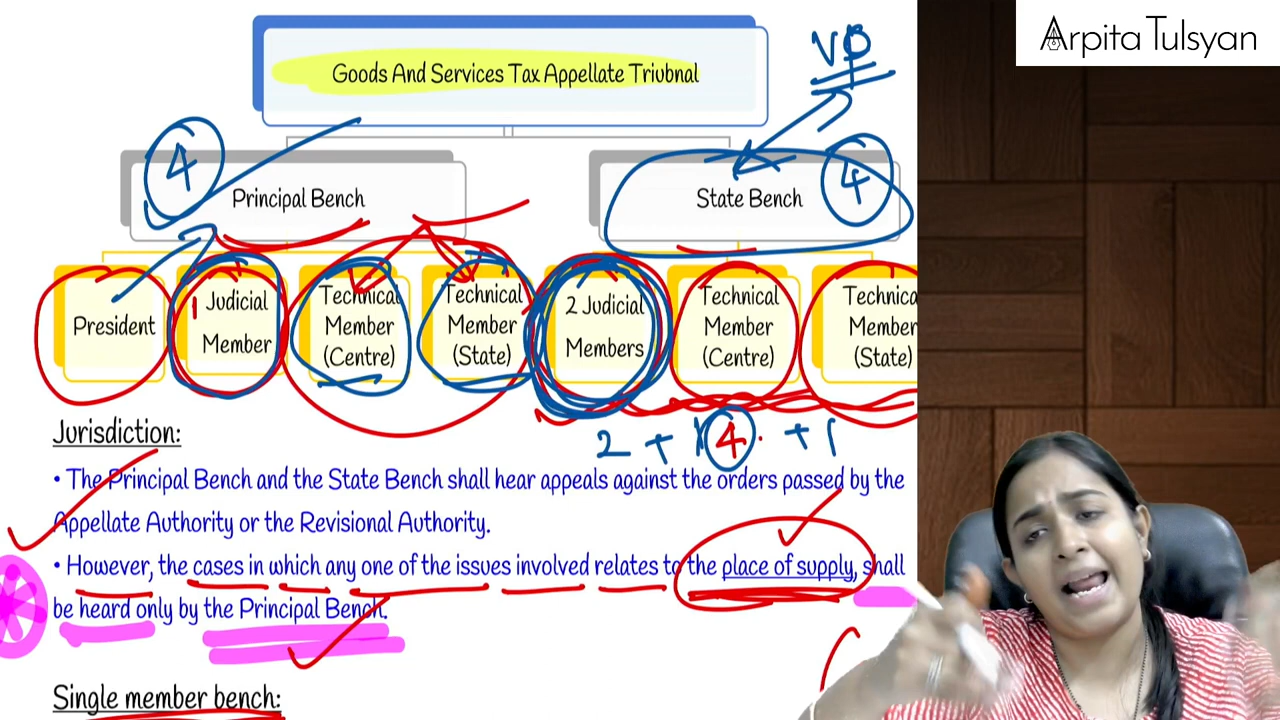 Arpita Tulsyan
VP
Goods And Services Tax Appellate Triubnal
4
Principal Bench
State Bench
4
President
1 Judicial
Member
Technical
Member
(Centre)
Technical
Member
(State)
2 Judicial
Members
Technical
Member
(Centre)
Technica
Member
(State)
2 + 1 4 + 1
Jurisdiction:
• The Principal Bench and the State Bench shall hear appeals against the orders passed by the
Appellate Authority or the Revisional Authority.
• However, the cases in which any one of the issues involved relates to the place of supply, shall
be heard only by the Principal Bench.
Single member bench: